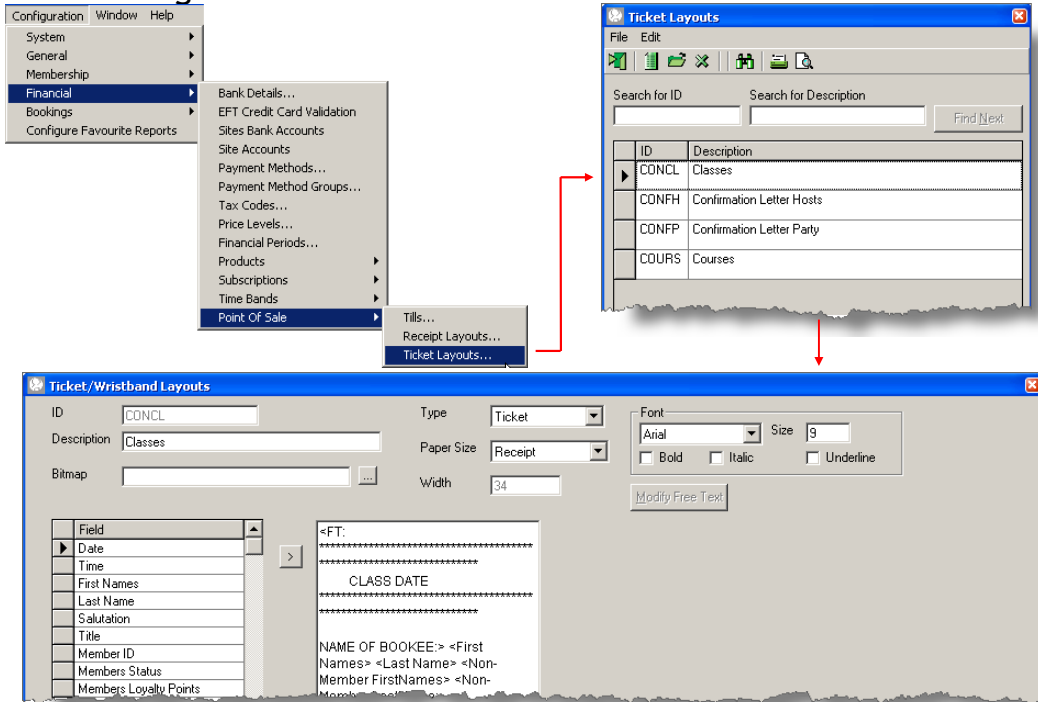 Configuration Window Help
System
General
Membership
Financial
Bookings
Configure Favourite Reports
Bank Details...
EFT Credit Card Validation
Sites Bank Accounts
Site Accounts
Payment Methods...
Payment Method Groups...
Tax Codes...
Price Levels...
Financial Periods...
Products
Subscriptions
Time Bands
Point Of Sale
Tills...
Receipt Layouts...
Ticket Layouts...
Ticket Layouts
File Edit
Search for ID Search for Description
Find Next
ID Description
CONCL Classes
CONFH Confirmation Letter Hosts
CONFP Confirmation Letter Party
COURS Courses
Ticket/Wristband Layouts
ID CONCL
Description Classes
Bitmap ...
Type Ticket
Paper Size Receipt
Width 34
Font
Arial Size 9
Bold Italic Underline
Modify Free Text
Field
Date
Time
First Names
Last Name
Salutation
Title
Member ID
Members Status
Members Loyalty Points
>
<FT:
**************************************
****************************
CLASS DATE
**************************************
****************************
NAME OF BOOKEE:> <First
Names> <Last Name> <Non-
Member FirstNames> <Non-